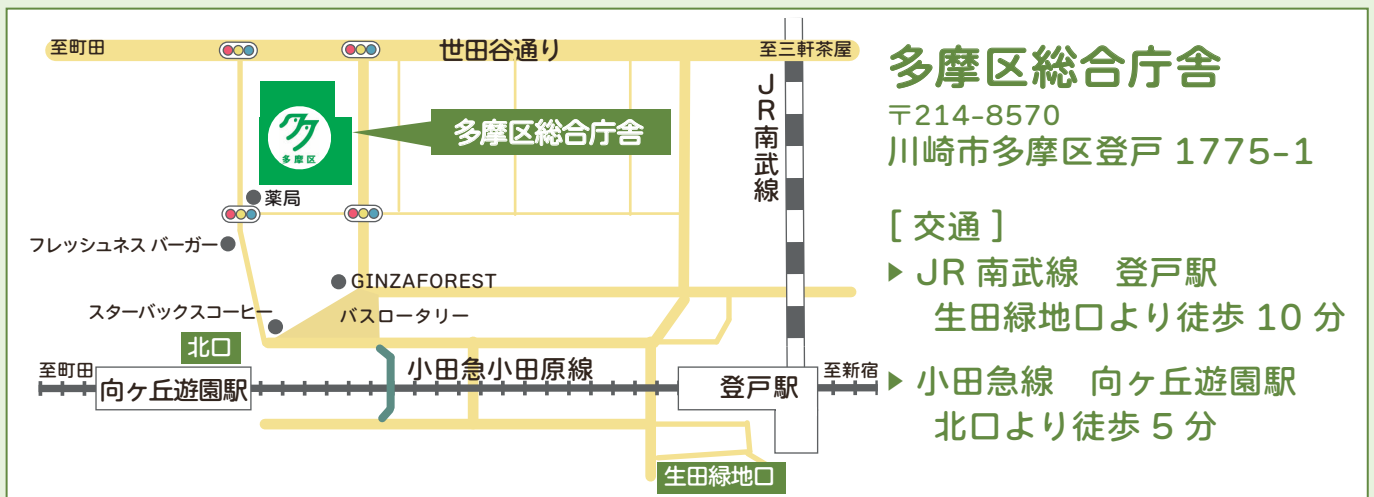 至町田
世田谷通り
至三軒茶屋
JR南武線
多摩区
多摩区総合庁舎
薬局
フレッシュネス バーガー
GINZAFOREST
スターバックスコーヒー
バスロータリー
北口
至町田
向ヶ丘遊園駅
小田急小田原線
登戸駅
至新宿
生田緑地口
多摩区総合庁舎
〒214-8570
川崎市多摩区登戸 1775-1
[ 交通 ]
▶ JR 南武線 登戸駅
生田緑地口より徒歩 10 分
▶ 小田急線 向ヶ丘遊園駅
北口より徒歩 5 分